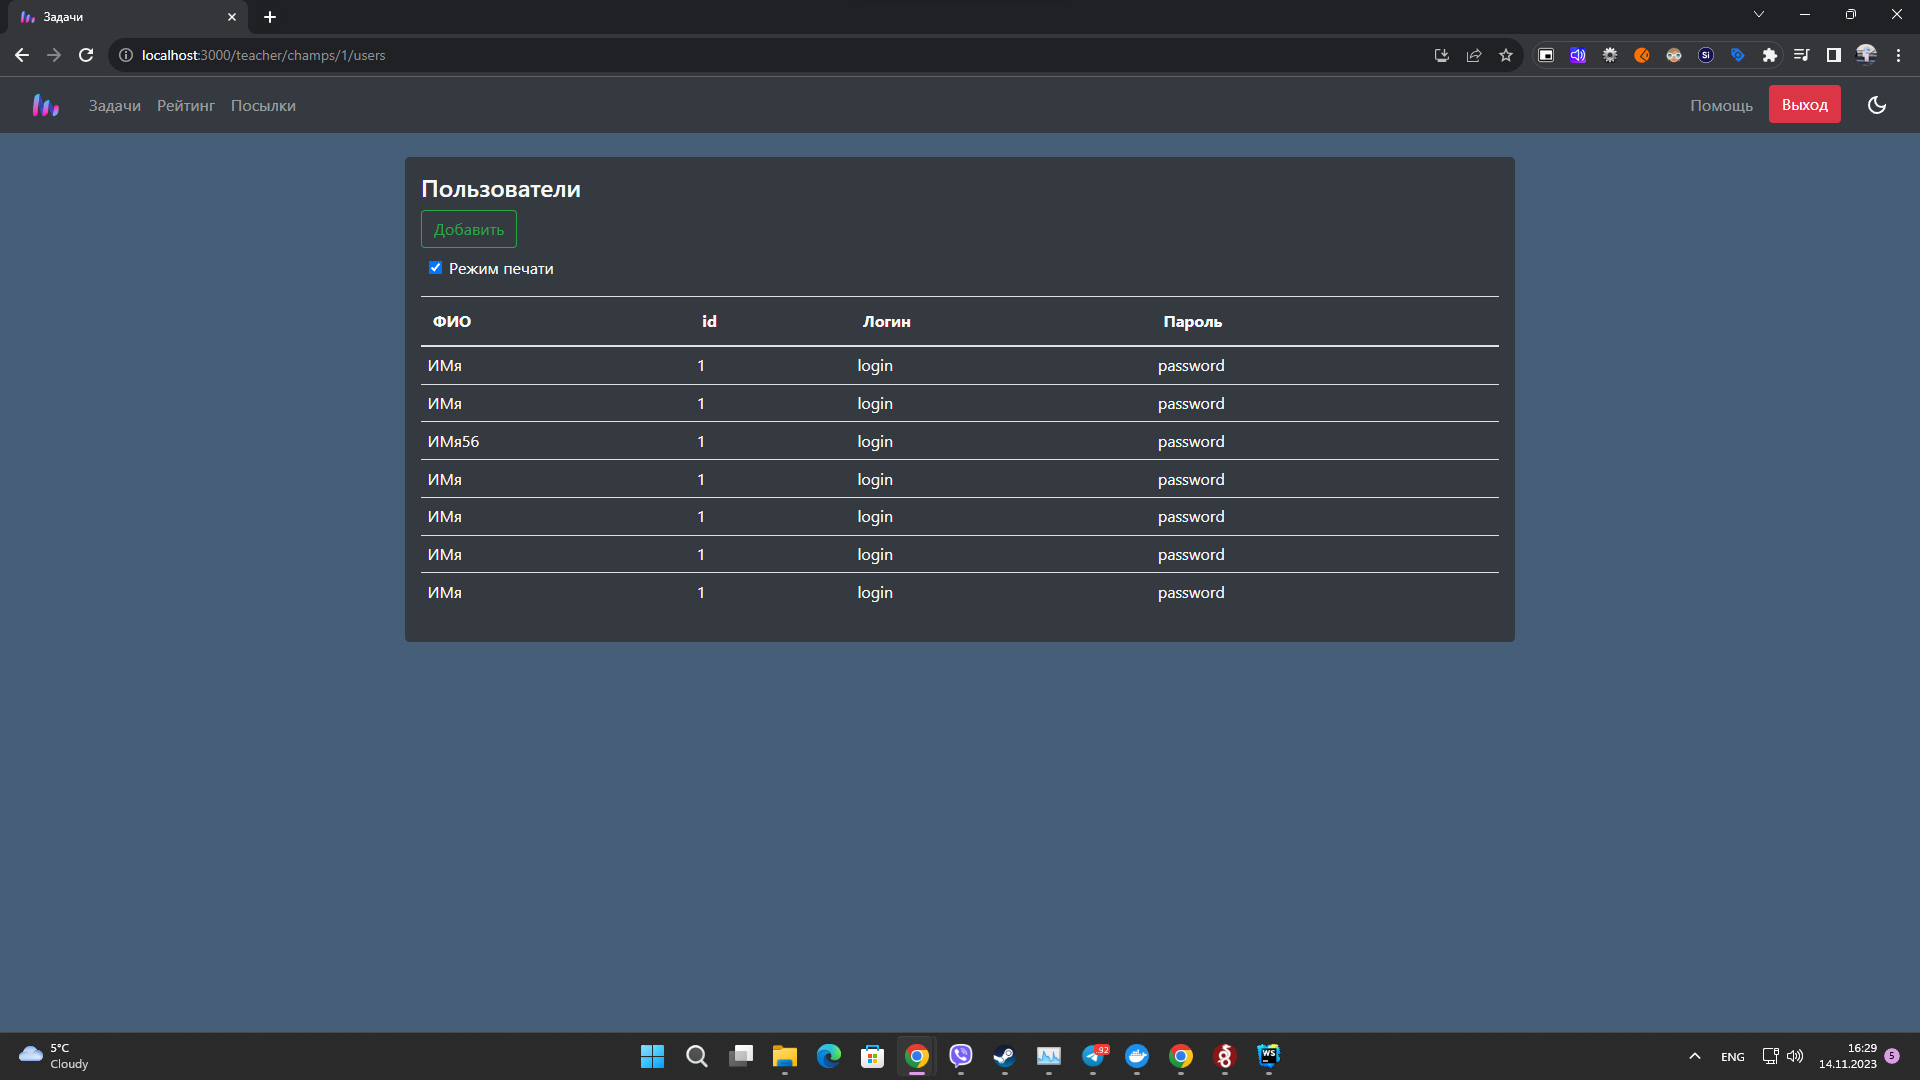 Задачи
localhost:3000/teacher/champs/1/users
Si
Задачи Рейтинг Посылки Помощь Выход
Пользователи
Добавить
Режим печати
ФИО id Логин Пароль
ИМя 1 login password
ИМя 1 login password
ИМя56 1 login password
ИМя 1 login password
ИМя 1 login password
ИМя 1 login password
ИМя 1 login password
5°C
Cloudy
92
WS
ENG
16:29
14.11.2023
5